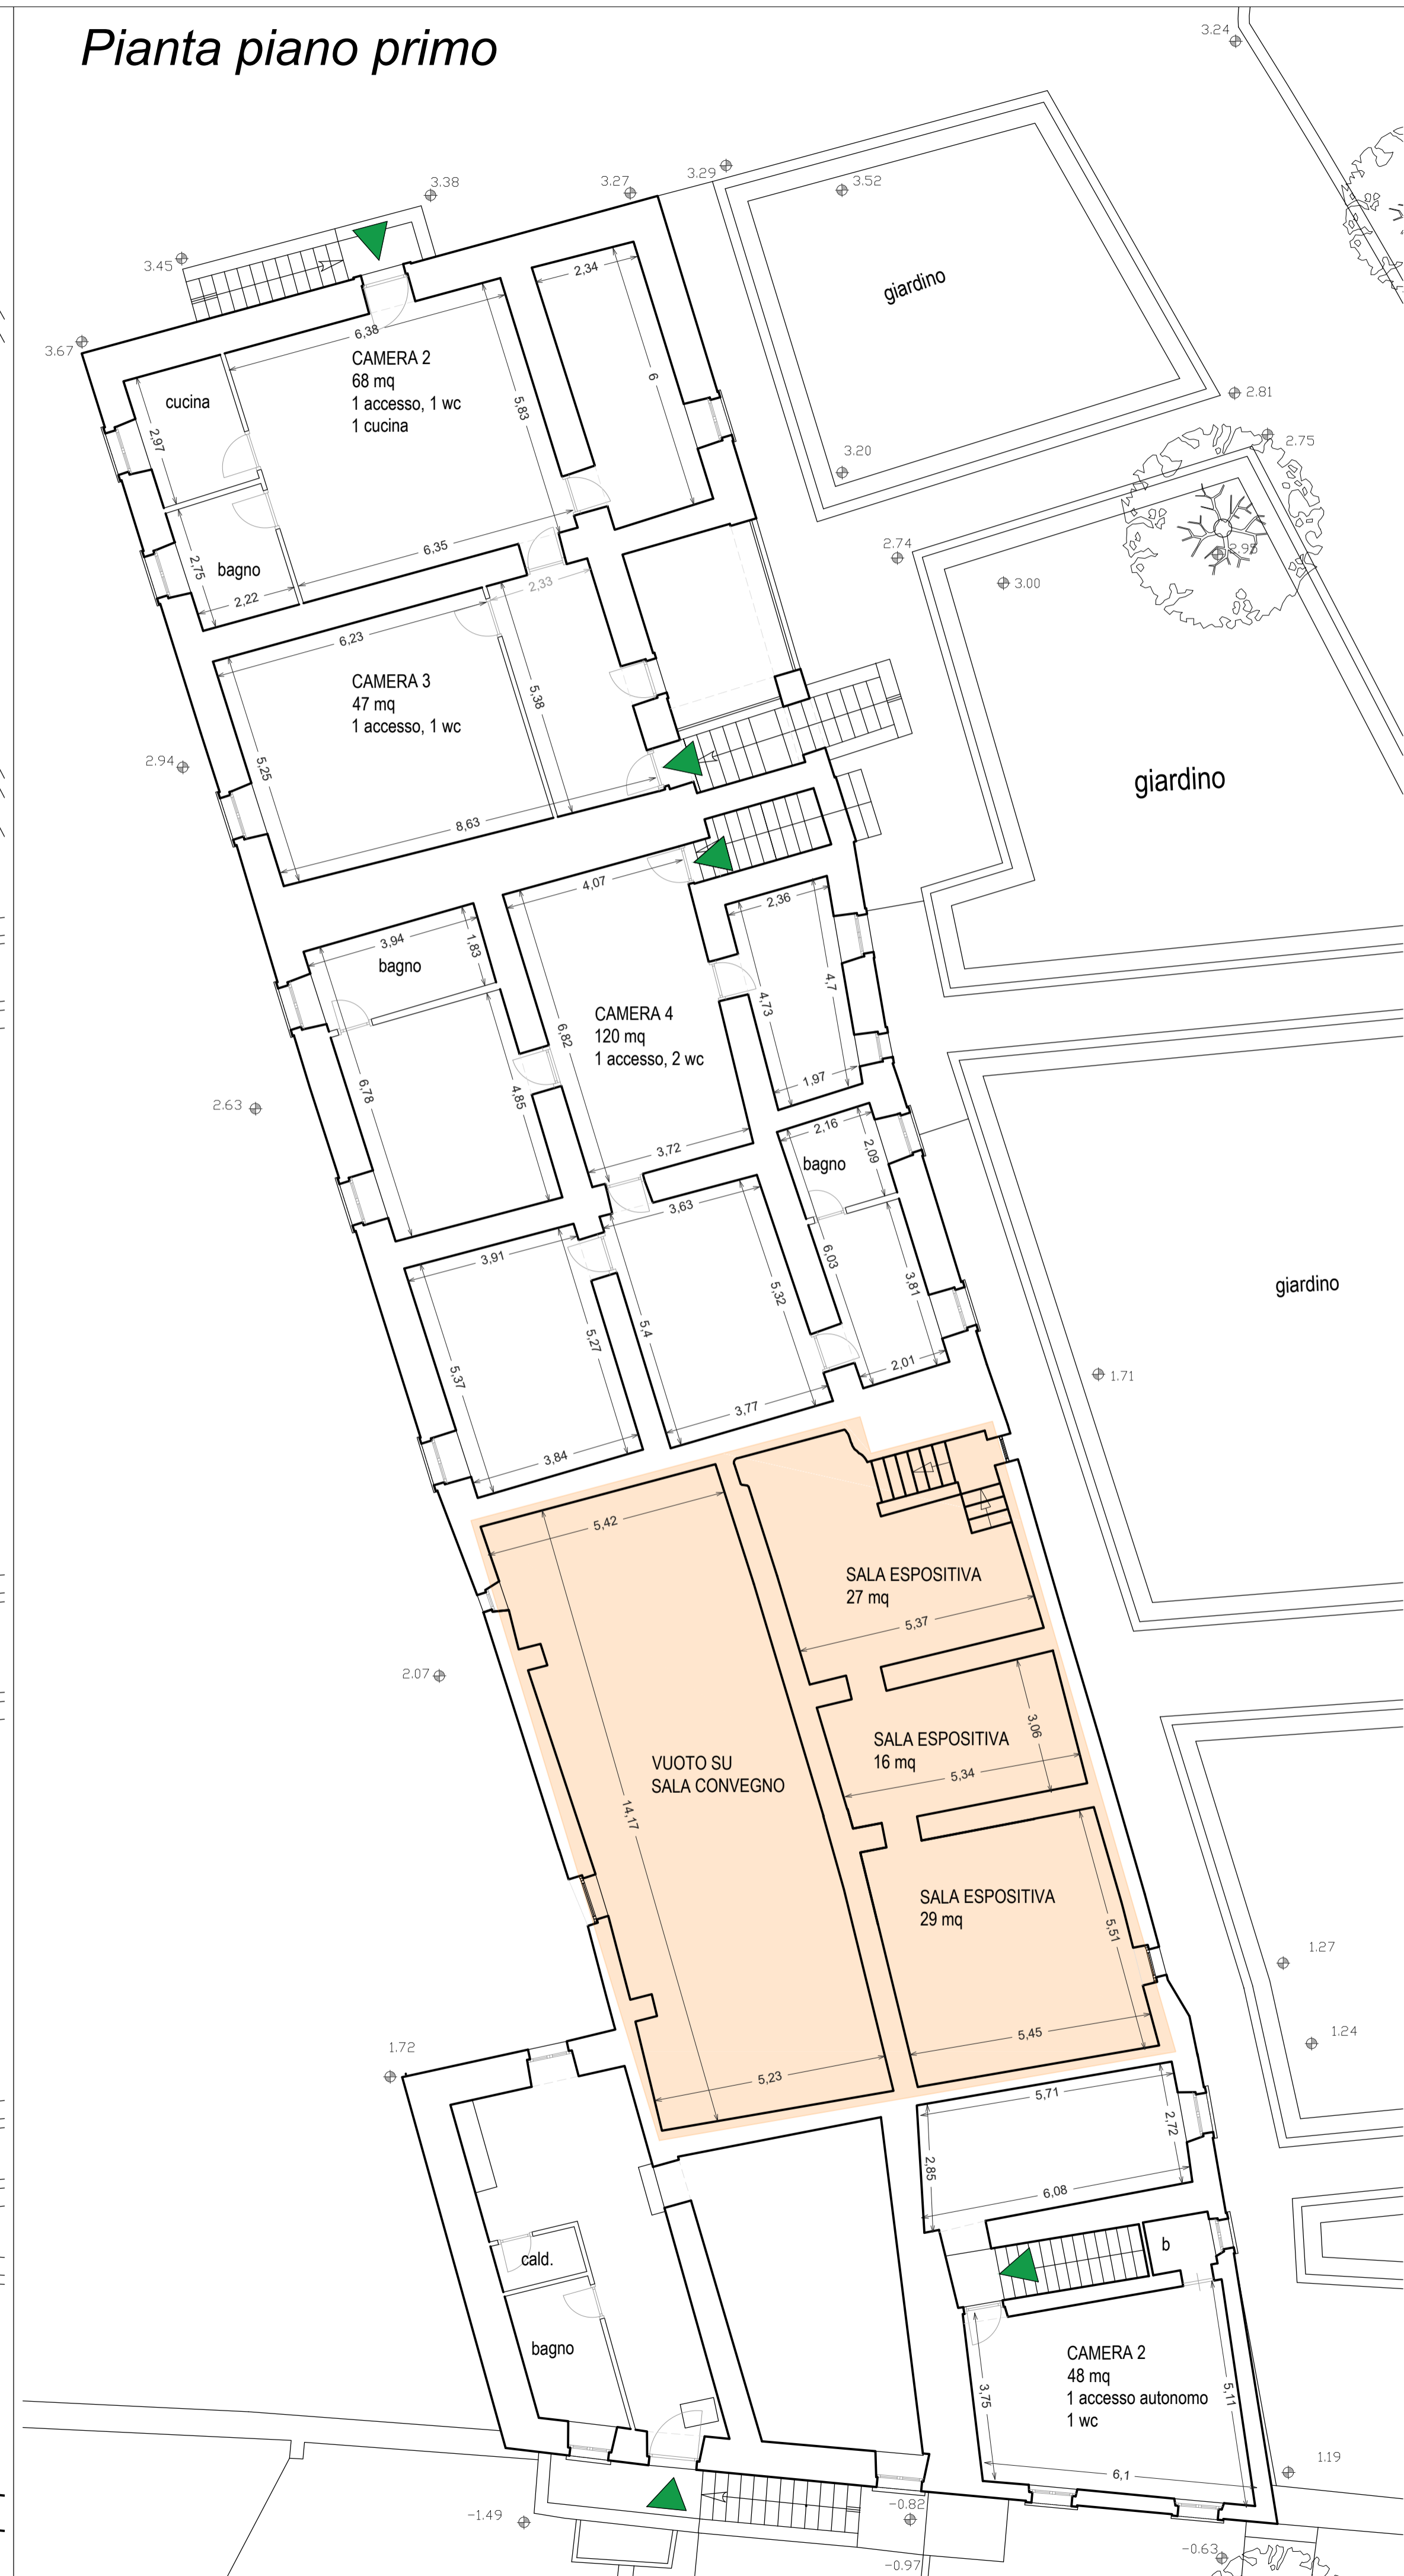 Pianta piano primo
3.24
3.38
3.27
3.29
3.52
3.45
2,34
giardino
3.67
6,38
CAMERA 2
68 mq
1 accesso, 1 wc
1 cucina
cucina
6
5,83
2.81
2,97
2.75
3.20
6,35
2.74
2.95
2,75
bagno
2,33
3.00
2,22
6,23
CAMERA 3
47 mq
1 accesso, 1 wc
5,38
2.94
5,25
giardino
8,63
4,07
2,36
3,94
1,83
bagno
4,7
4,73
CAMERA 4
120 mq
1 accesso, 2 wc
6,82
1,97
6,78
4,85
2.63
2,16
2,09
3,72
bagno
3,63
6,03
3,91
3,81
5,32
giardino
5,4
5,27
2,01
5,37
1.71
3,77
3,84
5,42
SALA ESPOSITIVA
27 mq
5,37
2.07
3,06
SALA ESPOSITIVA
16 mq
5,34
VUOTO SU
SALA CONVEGNO
14,17
SALA ESPOSITIVA
29 mq
5,51
1.27
5,45
1.24
1.72
5,23
5,71
2,72
2,85
6,08
b
cald.
bagno
CAMERA 2
48 mq
1 accesso autonomo
1 wc
3,75
5,11
6,1
1.19
-1.49
-0.82
-0.63
-0.97